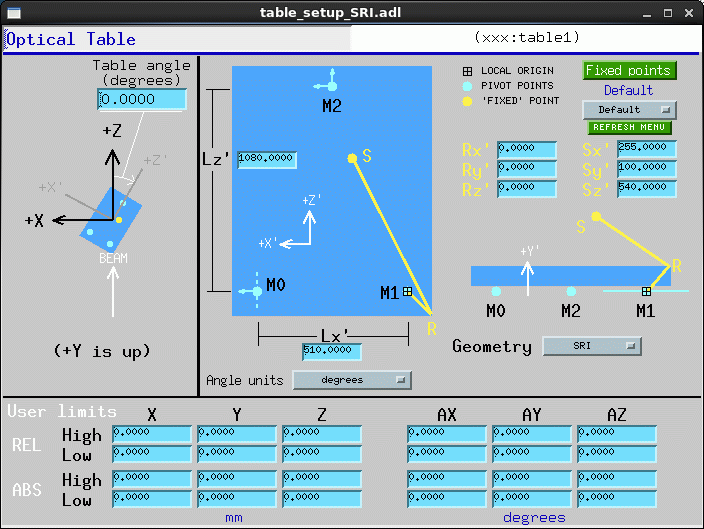 table_setup_SRI.adl
Optical Table
(xxx:table1)
Table angle
(degrees)
0.0000
+Z
+Z'
+X'
+X
BEAM
(+Y is up)
M2
Lz'
1080.0000
S
+Z'
+X'
M0
M1
R
Lx'
510.0000
Angle units
degrees
LOCAL ORIGIN
PIVOT POINTS
'FIXED' POINT
Fixed points
Default
Default
REFRESH MENU
Rx' 0.0000 Sx' 255.0000
Ry' 0.0000 Sy' 100.0000
Rz' 0.0000 Sz' 540.0000
S
+Y'
R
M0 M2 M1
Geometry
SRI
User limits
X Y Z AX AY AZ
REL
High 0.0000 0.0000 0.0000 0.0000 0.0000 0.0000
Low 0.0000 0.0000 0.0000 0.0000 0.0000 0.0000
ABS
High 0.0000 0.0000 0.0000 0.0000 0.0000 0.0000
Low 0.0000 0.0000 0.0000 0.0000 0.0000 0.0000
mm
degrees